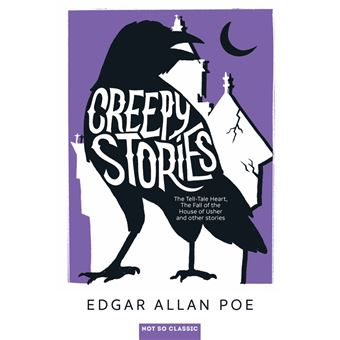 CREEPY
STORIES
The Tell-Tale Heart,
The Fall of the
House of Usher
and other stories
EDGAR ALLAN POE
NOT SO CLASSIC